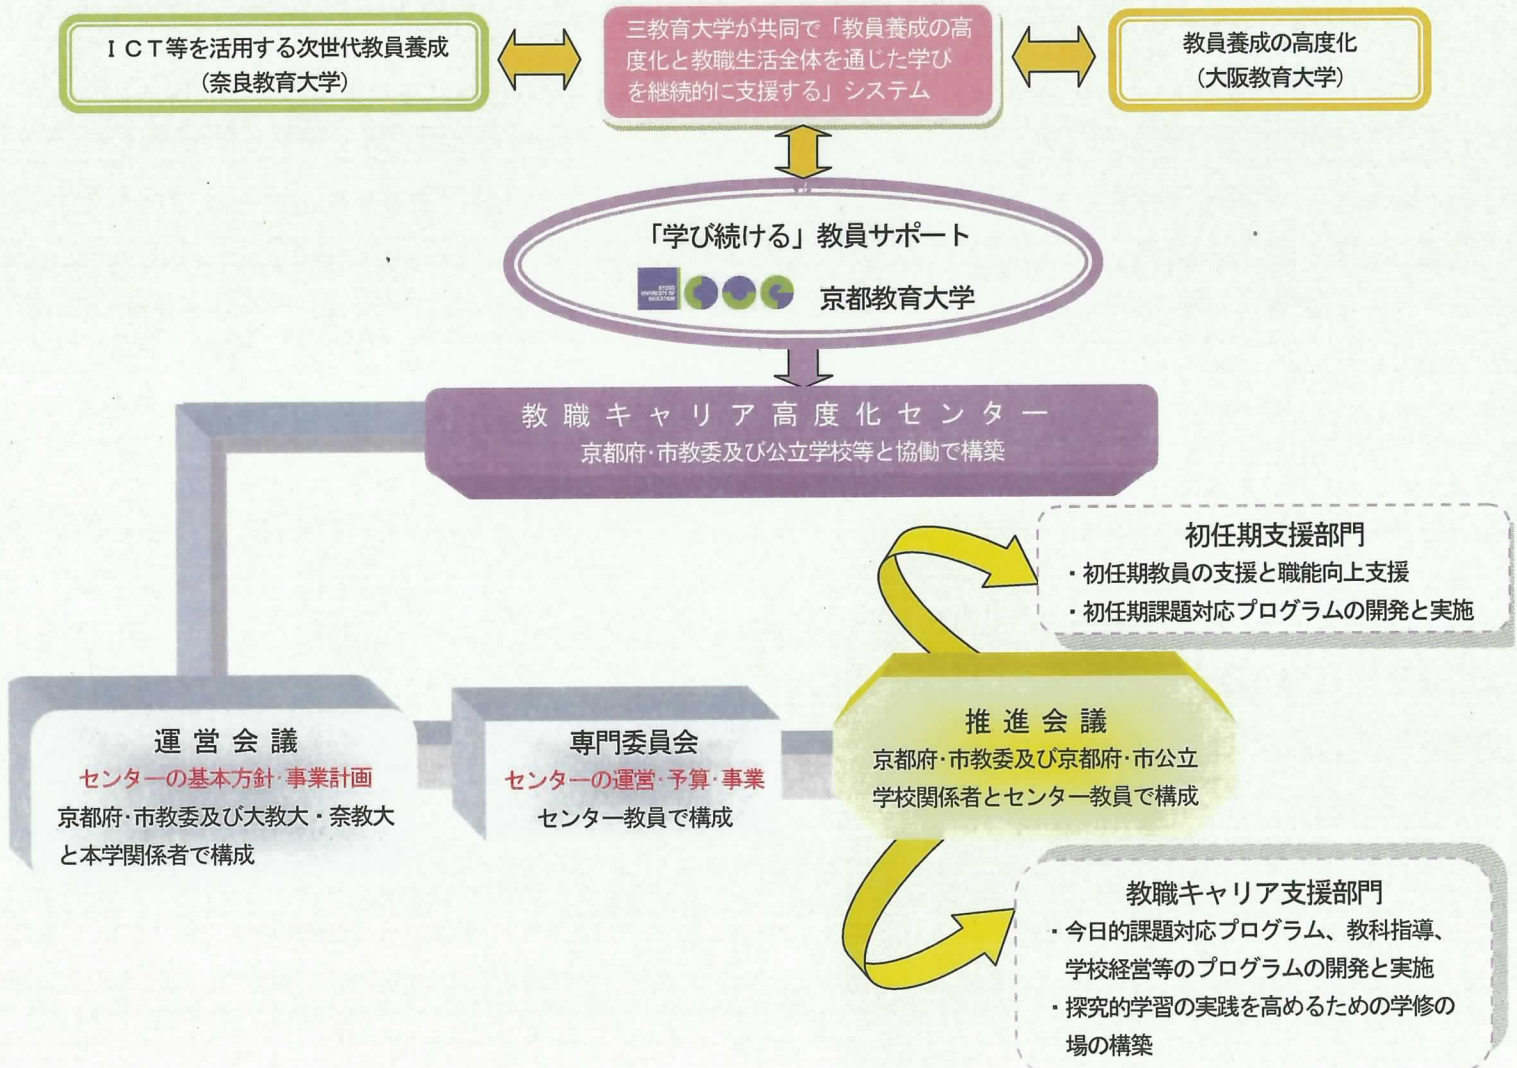 ＩＣＴ等を活用する次世代教員養成
(奈良教育大学)
三教育大学が共同で「教員養成の高
度化と教職生活全体を通じた学び
を継続的に支援する」システム
教員養成の高度化
(大阪教育大学)
「学び続ける」教員サポート
KYOTO
UNIVERSITY OF
EDUCATION
京都教育大学
教職キャリア高度化センター
京都府･市教委及び公立学校等と協働で構築
初任期支援部門
・初任期教員の支援と職能向上支援
・初任期課題対応プログラムの開発と実施
運営会議
センターの基本方針･事業計画
京都府･市教委及び大教大・奈教大
と本学関係者で構成
専門委員会
センターの運営･予算･事業
センター教員で構成
推進会議
京都府･市教委及び京都府･市公立
学校関係者とセンター教員で構成
教職キャリア支援部門
・今日的課題対応プログラム、教科指導、
学校経営等のプログラムの開発と実施
・探究的学習の実践を高めるための学修の
場の構築